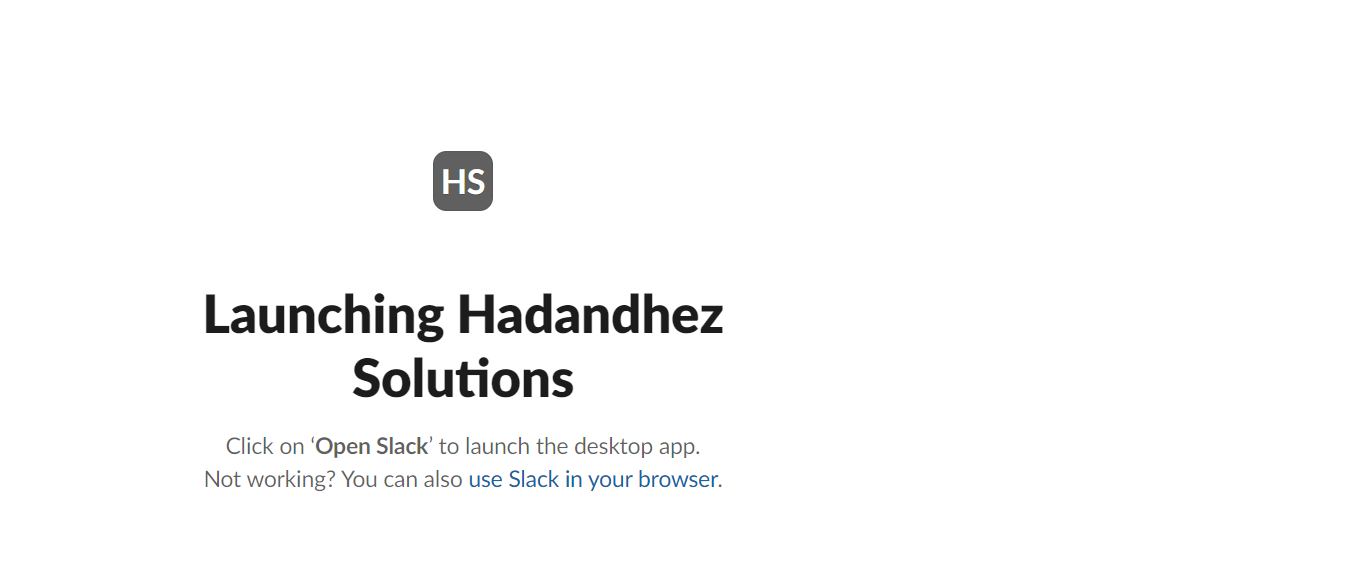 HS
Launching Hadandhez
Solutions
Click on ‘Open Slack’ to launch the desktop app.
Not working? You can also use Slack in your browser.